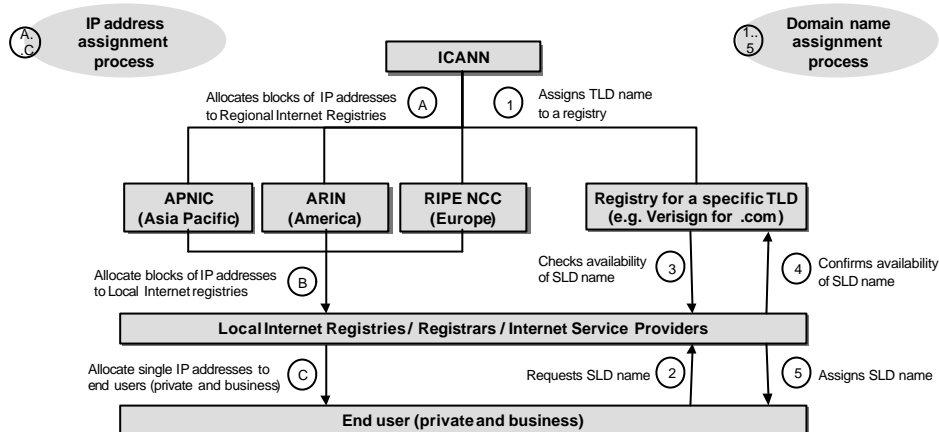 A.
.C
IP address
assignment
process
1..
5
Domain name
assignment
process
ICANN
Allocates blocks of IP addresses
to Regional Internet Registries
A
1
Assigns TLD name
to a registry
APNIC
(Asia Pacific)
ARIN
(America)
RIPE NCC
(Europe)
Registry for a specific TLD
(e.g. Verisign for .com)
Allocate blocks of IP addresses
to Local Internet registries
B
Checks availability
of SLD name
3
4
Confirms availability
of SLD name
Local Internet Registries / Registrars / Internet Service Providers
Allocate single IP addresses to
end users (private and business)
C
Requests SLD name
2
5
Assigns SLD name
End user (private and business)